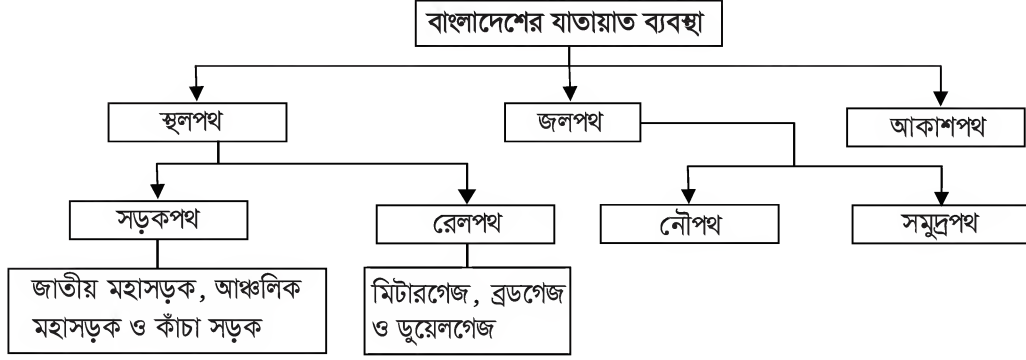 বাংলাদেশের যাতায়াত ব্যবস্থা
স্থলপথ
জলপথ
আকাশপথ
সড়কপথ
রেলপথ
নৌপথ
সমুদ্রপথ
জাতীয় মহাসড়ক, আঞ্চলিক
মহাসড়ক ও কাঁচা সড়ক
মিটারগেজ, ব্রডগেজ
ও ডুয়েলগেজ